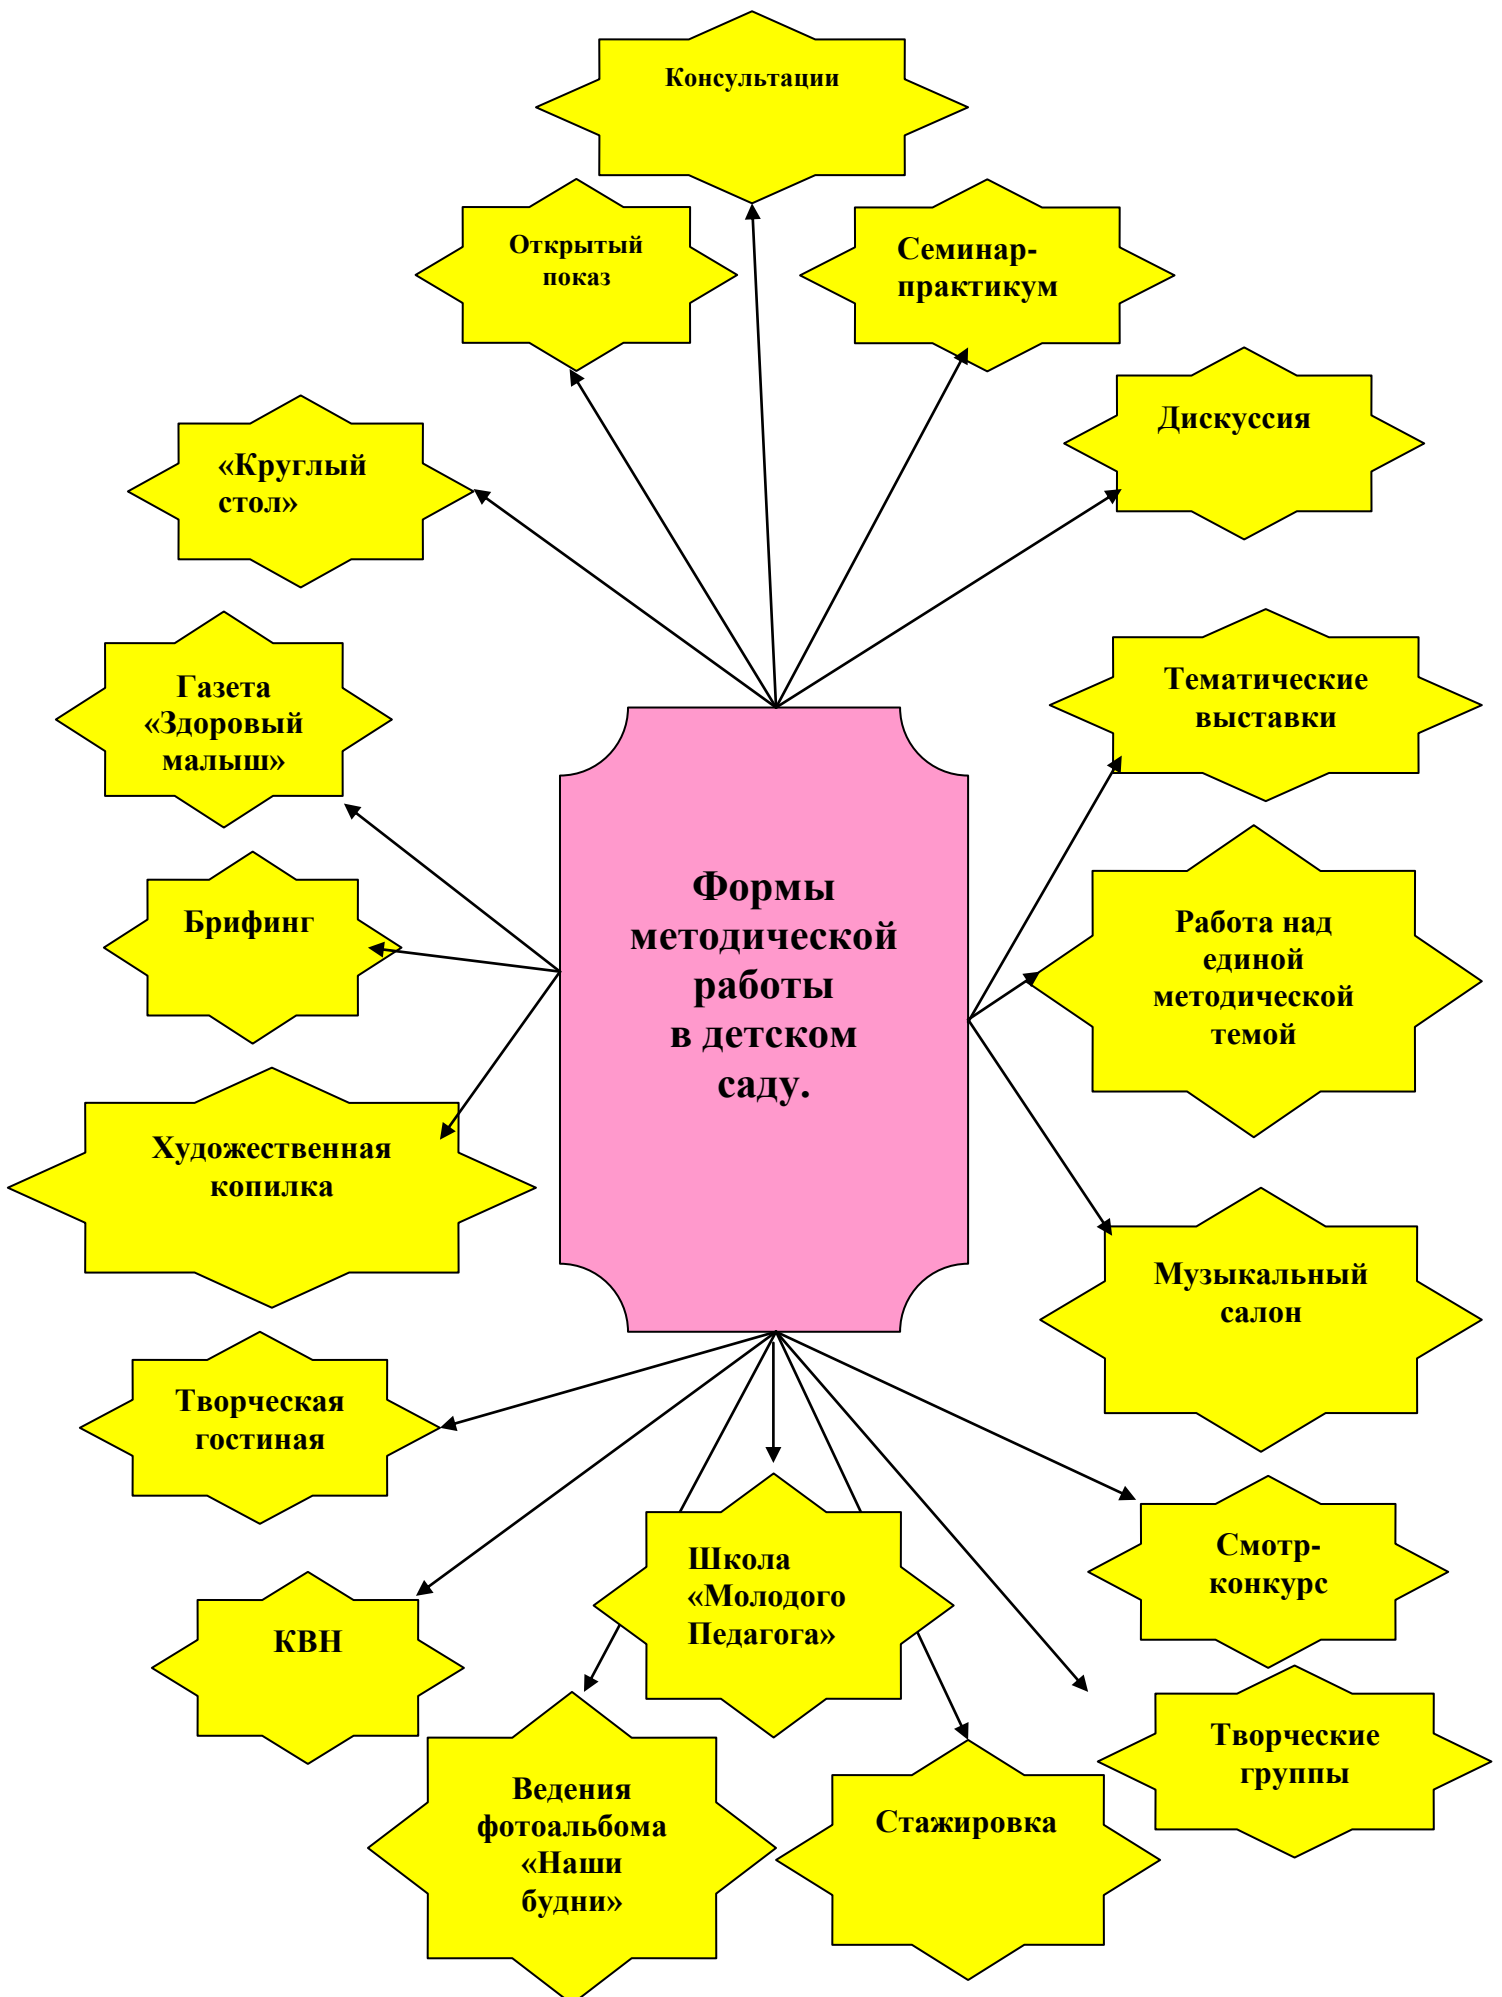 Консультации
Открытый
показ
Семинар-
практикум
Дискуссия
«Круглый
стол»
Газета
«Здоровый
малыш»
Тематические
выставки
Формы
методической
работы
в детском
саду.
Брифинг
Работа над
единой
методической
темой
Художественная
копилка
Музыкальный
салон
Творческая
гостиная
Школа
«Молодого
Педагога»
Смотр-
конкурс
КВН
Творческие
группы
Ведения
фотоальбома
«Наши
будни»
Стажировка